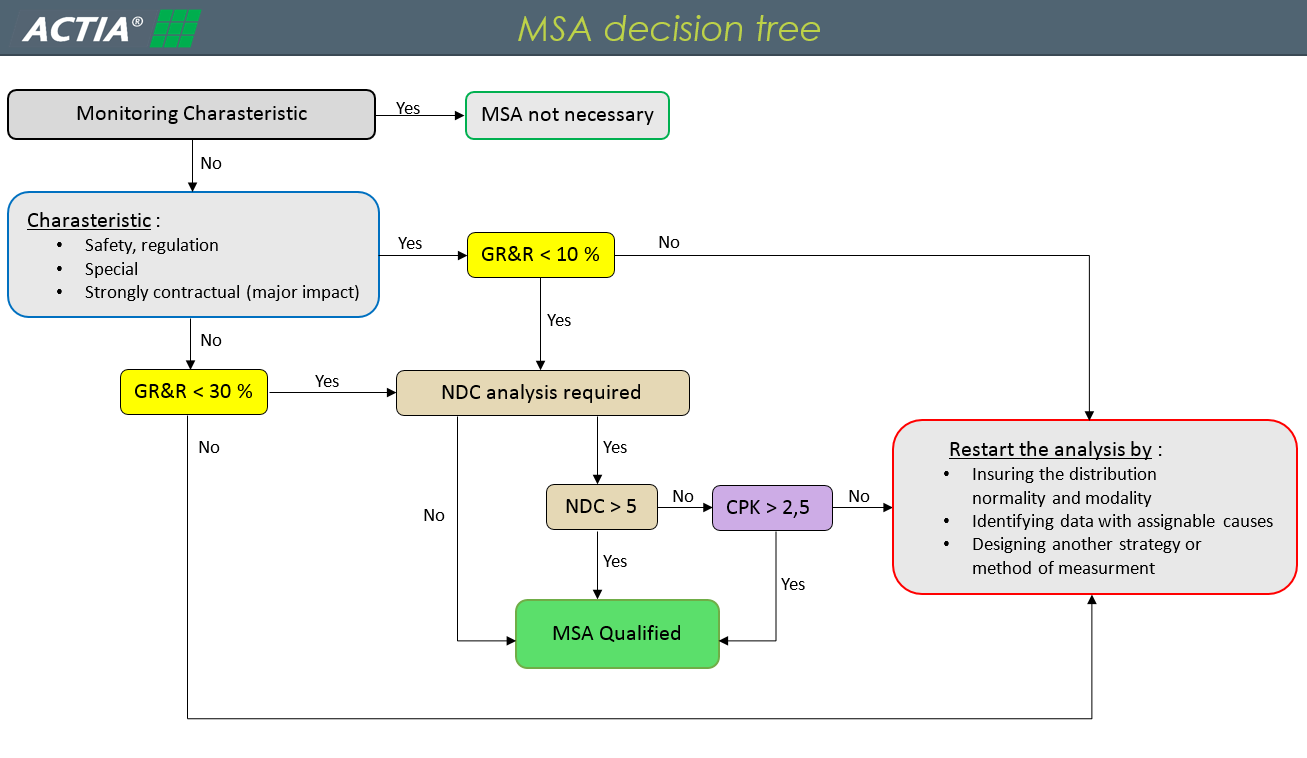 ACTIA®
MSA decision tree
Monitoring Charasteristic
Yes
MSA not necessary
No
Charasteristic :
• Safety, regulation
• Special
• Strongly contractual (major impact)
Yes
GR&R < 10 %
No
Yes
No
GR&R < 30 %
Yes
NDC analysis required
No
Yes
No
NDC > 5
No
CPK > 2,5
No
Yes
Yes
MSA Qualified
Restart the analysis by :
• Insuring the distribution
normality and modality
• Identifying data with assignable causes
• Designing another strategy or
method of measurment